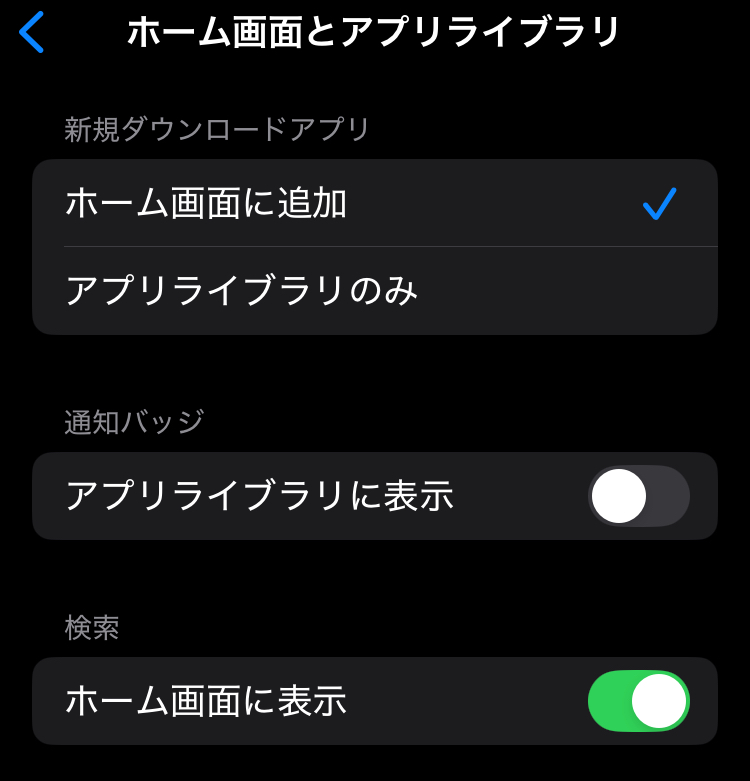 ホーム画面とアプリライブラリ
新規ダウンロードアプリ
ホーム画面に追加
アプリライブラリのみ
通知バッジ
アプリライブラリに表示
検索
ホーム画面に表示